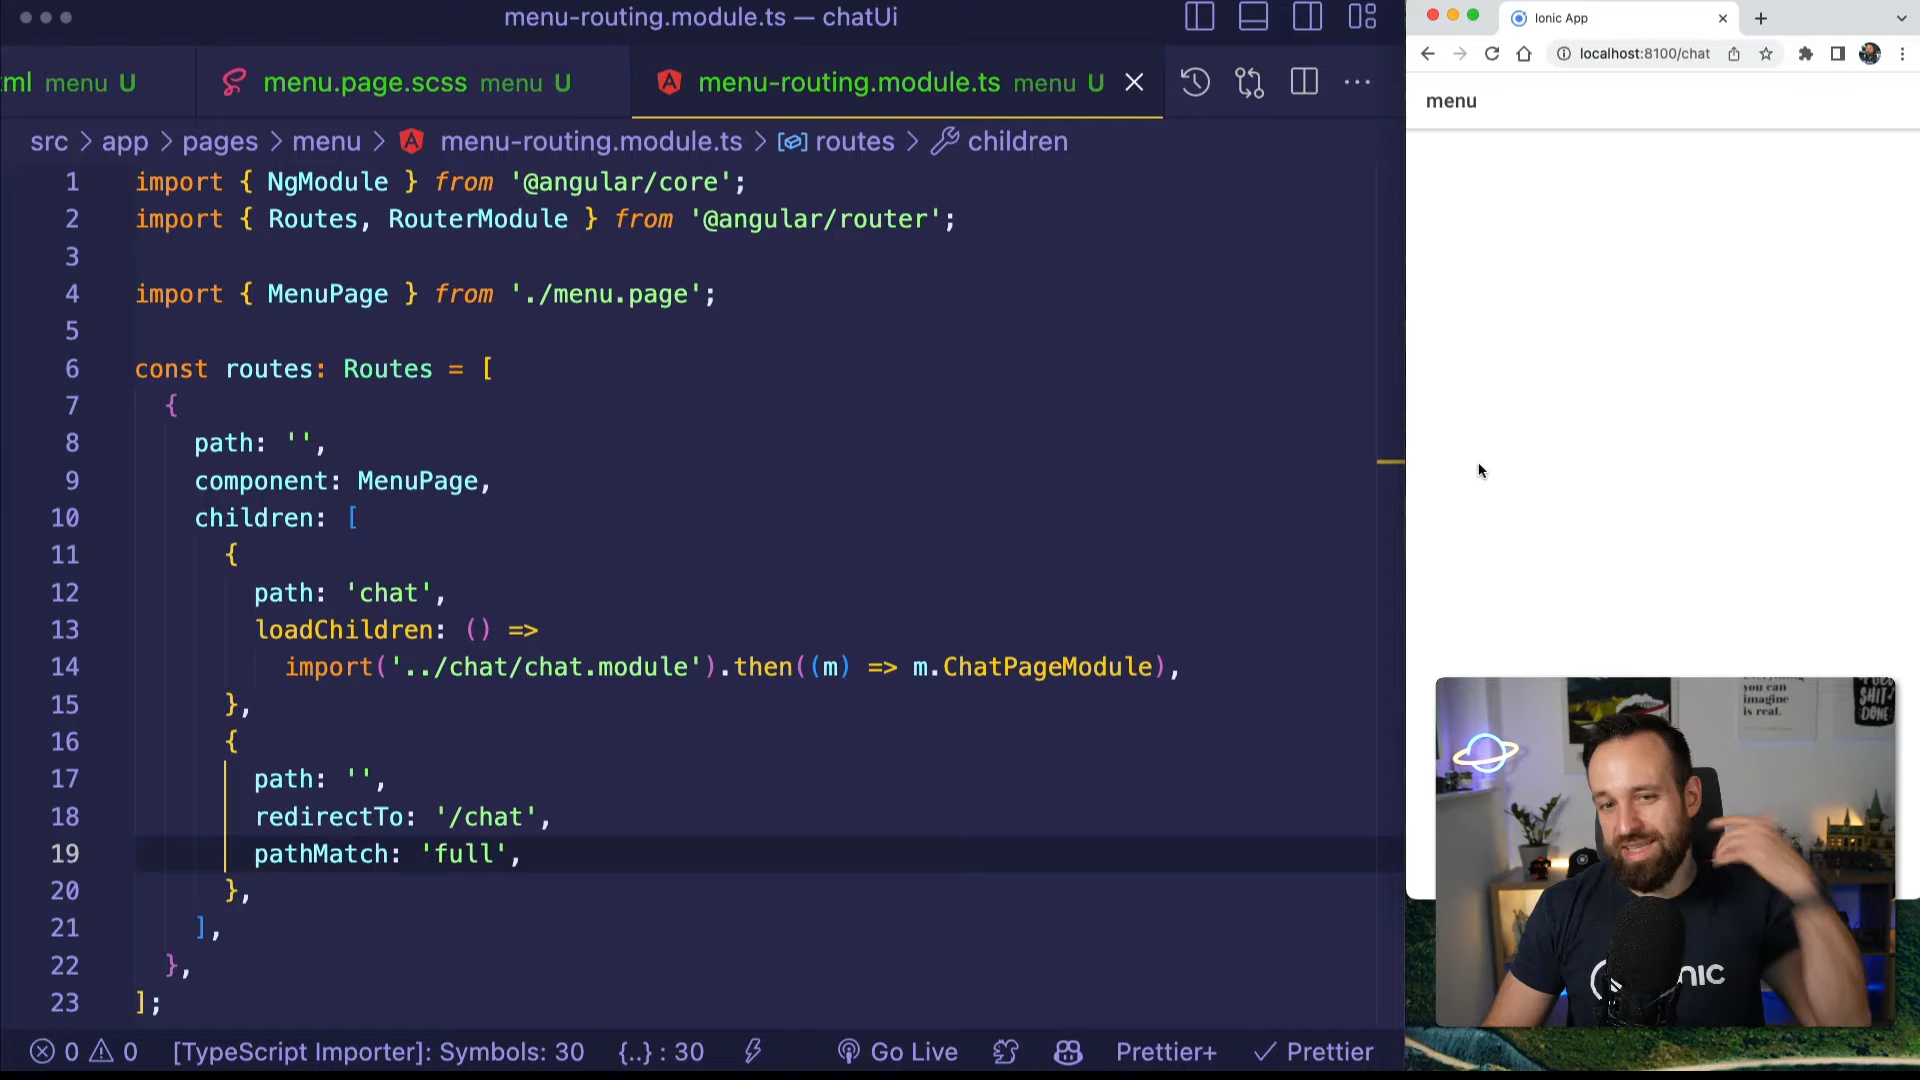 menu-routing.module.ts — chatUi
ml menu U
menu.page.scss menu U
menu-routing.module.ts menu U
src > app > pages > menu > menu-routing.module.ts > routes > children
1 import { NgModule } from '@angular/core';
2 import { Routes, RouterModule } from '@angular/router';
3
4 import { MenuPage } from './menu.page';
5
6 const routes: Routes = [
7 {
8 path: '',
9 component: MenuPage,
10 children: [
11 {
12 path: 'chat',
13 loadChildren: () =>
14 import('../chat/chat.module').then((m) => m.ChatPageModule),
15 },
16 {
17 path: '',
18 redirectTo: '/chat',
19 pathMatch: 'full',
20 },
21 ],
22 },
23 ];
0 0 [TypeScript Importer]: Symbols: 30 {..} : 30 Go Live Prettier+ Prettier
Ionic App
localhost:8100/chat
menu
you can
imagine
is real.
SHIT
DONE
NIC